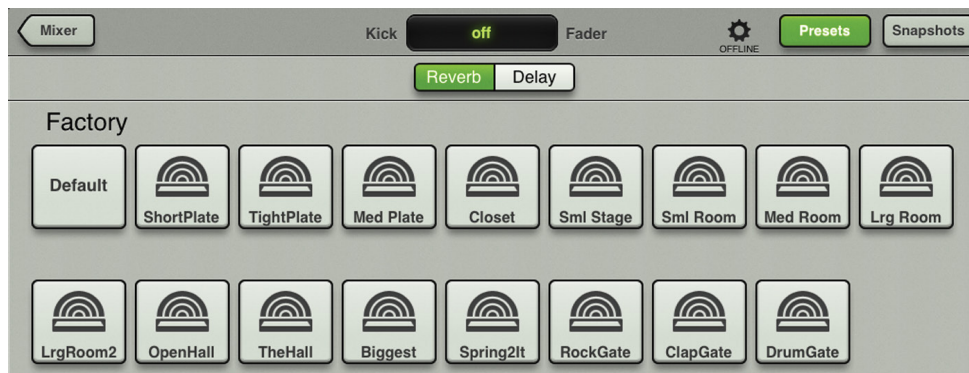 Mixer
Kick off Fader
OFFLINE
Presets
Snapshots
Reverb Delay
Factory
Default ShortPlate TightPlate Med Plate Closet Sml Stage Sml Room Med Room Lrg Room
LrgRoom2 OpenHall TheHall Biggest Spring2It RockGate ClapGate DrumGate